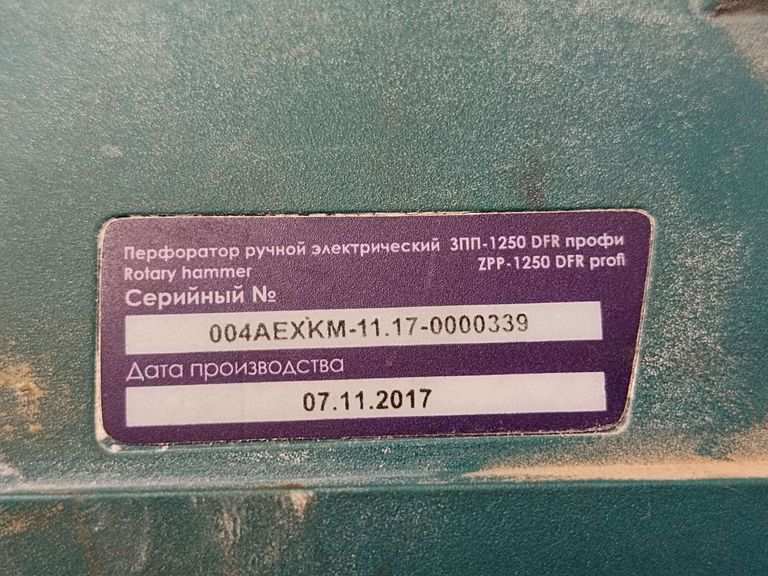 Перфоратор ручной электрический ЗПП-1250 DFR профи
Rotary hammer ZPP-1250 DFR profi
Серийный №
004AEXKM-11.17-0000339
Дата производства
07.11.2017